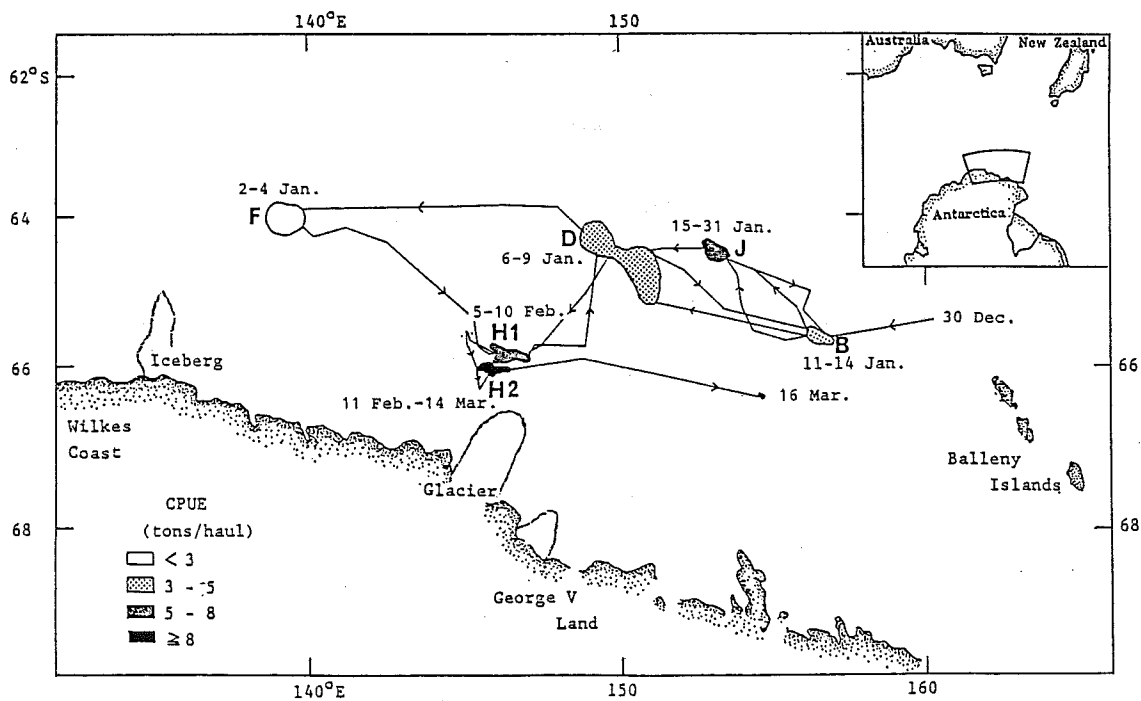 140°E
150
Australia
New Zealand
Antarctica
62°S
2-4 Jan.
64
F
D
15-31 Jan.
J
6-9 Jan.
5-10 Feb.
30 Dec.
H1
B
Iceberg
11-14 Jan.
66
66
H2
11 Feb.-14 Mar.
16 Mar.
Wilkes
Coast
Balleny
Islands
Glacier
CPUE
(tons/haul)
68
68
< 3
3 - 5
5 - 8
≧8
George V
Land
140°E
150
160